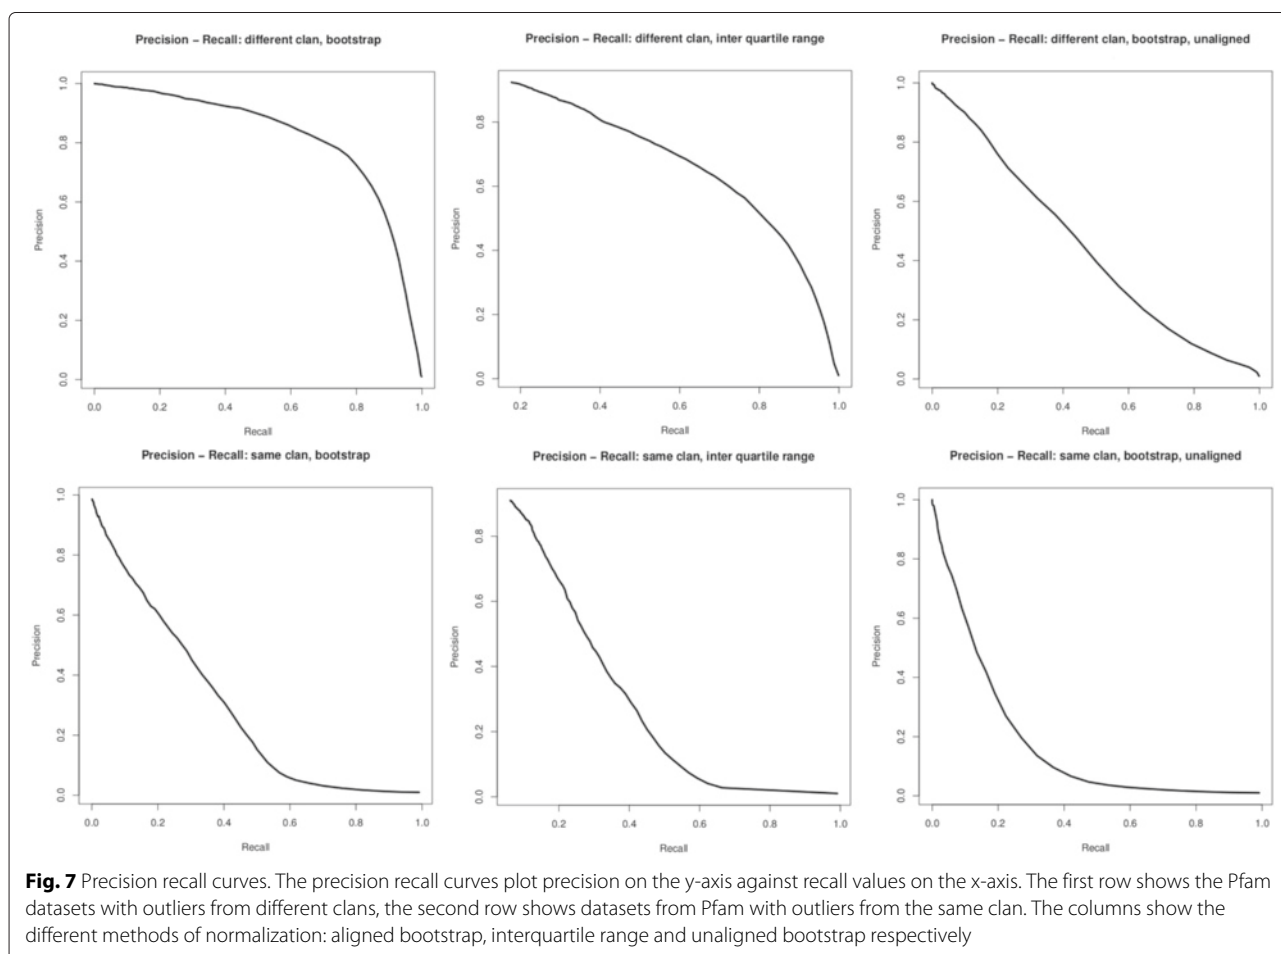 Precision – Recall: different clan, bootstrap
Precision
1.0
0.8
0.6
0.4
0.2
0.0
0.0 0.2 0.4 0.6 0.8 1.0
Recall
Precision – Recall: different clan, inter quartile range
Precision
0.8
0.6
0.4
0.2
0.0
0.2 0.4 0.6 0.8 1.0
Recall
Precision – Recall: different clan, bootstrap, unaligned
Precision
1.0
0.8
0.6
0.4
0.2
0.0
0.0 0.2 0.4 0.6 0.8 1.0
Recall
Precision – Recall: same clan, bootstrap
Precision
1.0
0.8
0.6
0.4
0.2
0.0
0.0 0.2 0.4 0.6 0.8 1.0
Recall
Precision – Recall: same clan, inter quartile range
Precision
0.8
0.6
0.4
0.2
0.0
0.2 0.4 0.6 0.8 1.0
Recall
Precision – Recall: same clan, bootstrap, unaligned
Precision
1.0
0.8
0.6
0.4
0.2
0.0
0.0 0.2 0.4 0.6 0.8 1.0
Recall
Fig. 7 Precision recall curves. The precision recall curves plot precision on the y-axis against recall values on the x-axis. The first row shows the Pfam
datasets with outliers from different clans, the second row shows datasets from Pfam with outliers from the same clan. The columns show the
different methods of normalization: aligned bootstrap, interquartile range and unaligned bootstrap respectively